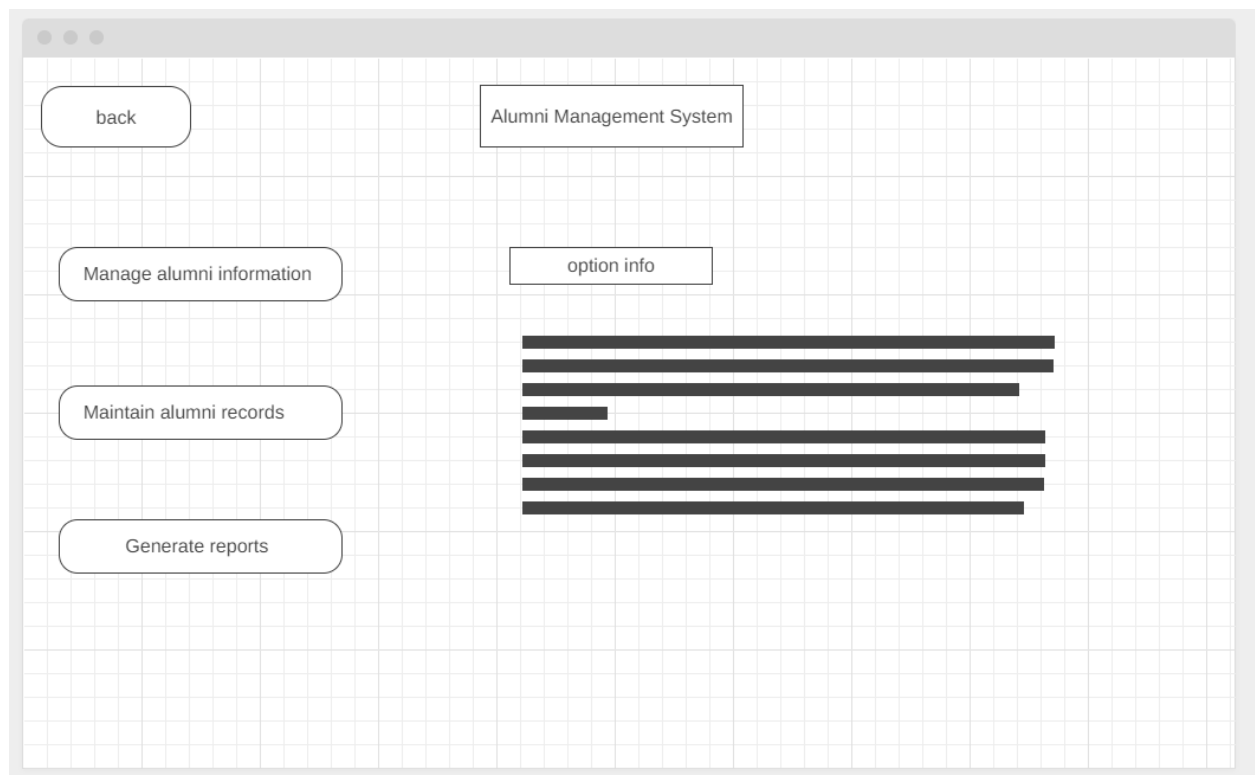 back
Alumni Management System
Manage alumni information
option info
Maintain alumni records
Generate reports